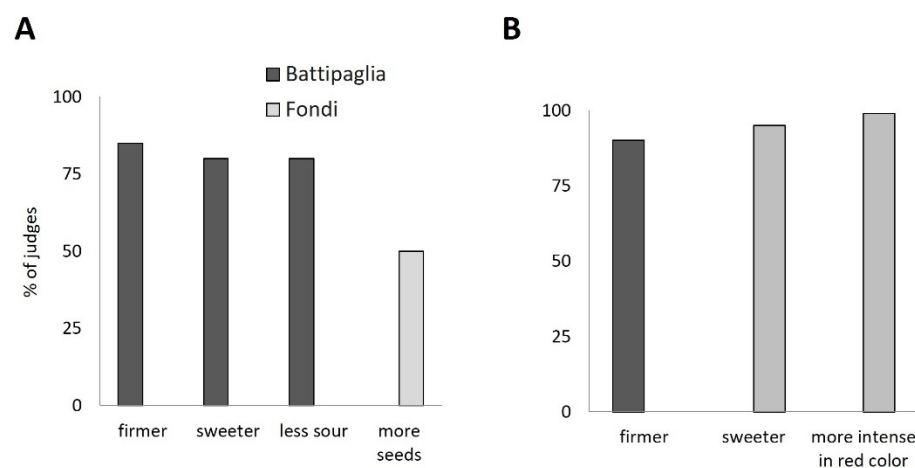 A
Battipaglia
Fondi
% of judges
100
75
50
25
0
firmer
sweeter
less sour
more
seeds
B
100
75
50
25
0
firmer
sweeter
more intense
in red color